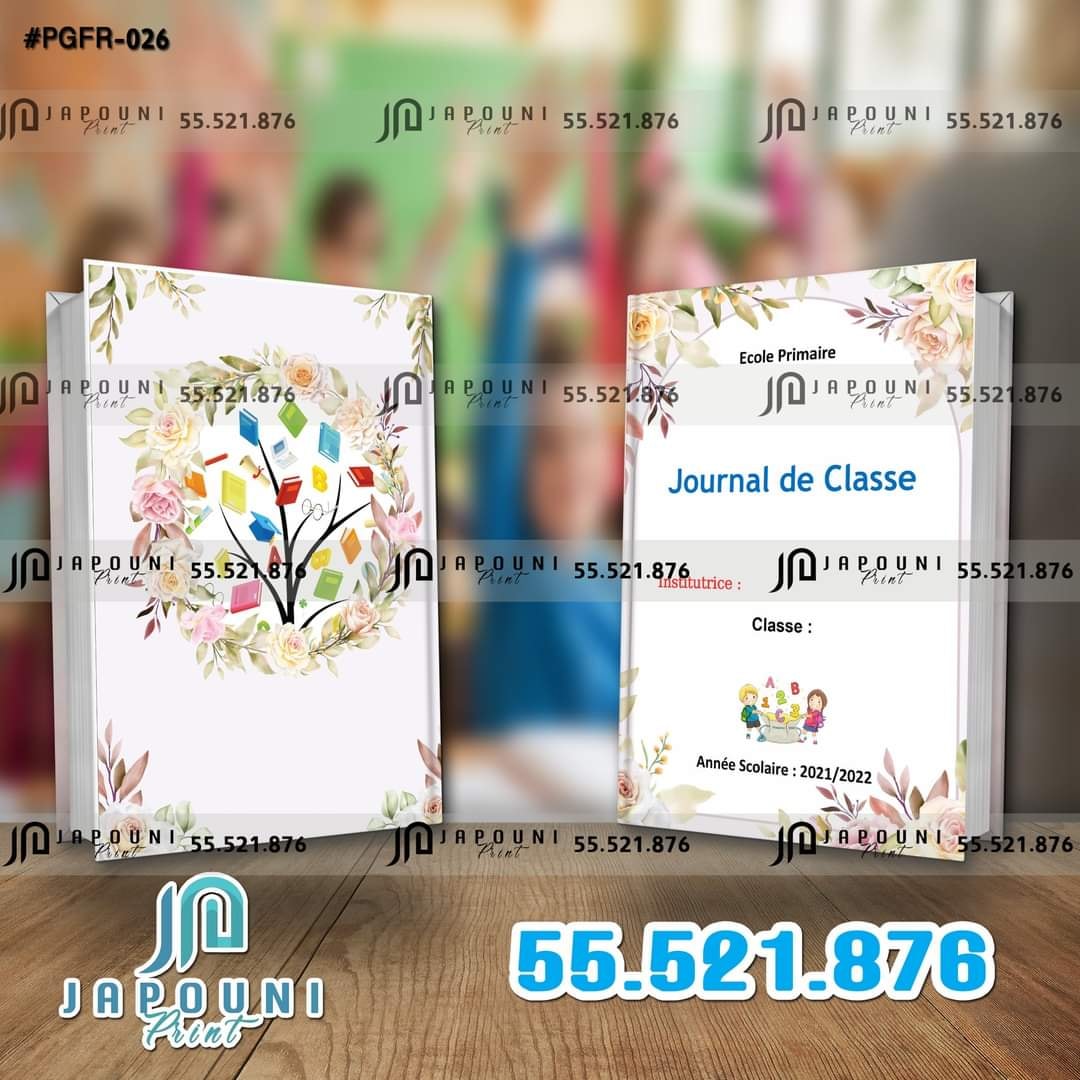 #PGFR-026
JAPOUNI Print 55.521.876 JAPOUNI Print 55.521.876 JAPOUNI Print 55.521.876
Ecole Primaire
JAPOUNI Print 55.521.876 JAPOUNI Print 55.521.876 JAPOUNI Print 55.521.876
Journal de Classe
JAPOUNI Print 55.521.876 JAPOUNI Print 55.521.876 JAPOUNI Print 55.521.876
Institutrice :
Classe :
A B
1 2
C 3
Année Scolaire : 2021/2022
JAPOUNI Print 55.521.876 JAPOUNI Print 55.521.876 JAPOUNI Print 55.521.876
JAPOUNI
Print
55.521.876